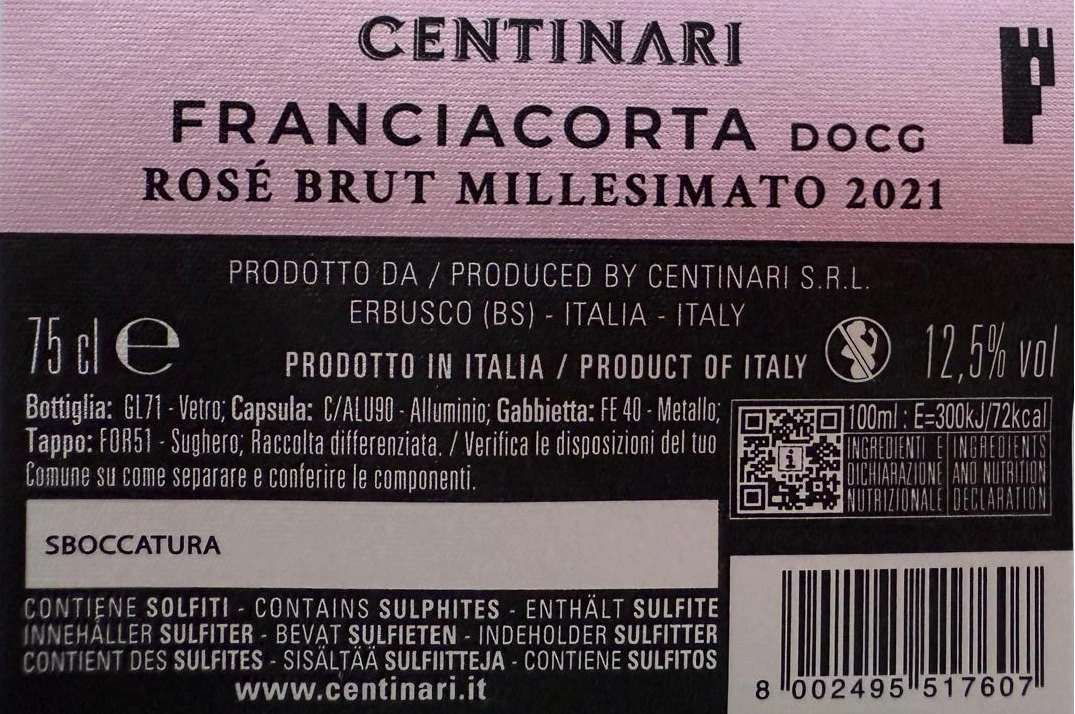 CENTINARI
FRANCIACORTA DOCG
ROSÉ BRUT MILLESIMATO 2021
PRODOTTO DA / PRODUCED BY CENTINARI S.R.L.
ERBUSCO (BS) - ITALIA - ITALY
75 cl e
PRODOTTO IN ITALIA / PRODUCT OF ITALY
12,5% vol
Bottiglia: GL71 - Vetro; Capsula: C/ALU90 - Alluminio; Gabbietta: FE 40 - Metallo;
Tappo: FOR51 - Sughero; Raccolta differenziata. / Verifica le disposizioni del tuo
Comune su come separare e conferire le componenti.
100ml : E=300kJ/72kcal
INGREDIENTI E INGREDIENTS
DICHIARAZIONE AND NUTRITION
NUTRIZIONALE DECLARATION
i
SBOCCATURA
CONTIENE SOLFITI - CONTAINS SULPHITES - ENTHÄLT SULFITE
INNEHÅLLER SULFITER - BEVAT SULFIETEN - INDEHOLDER SULFITTER
CONTIENT DES SULFITES - SISÄLTÄÄ SULFIITTEJA - CONTIENE SULFITOS
www.centinari.it
8 002495 517607